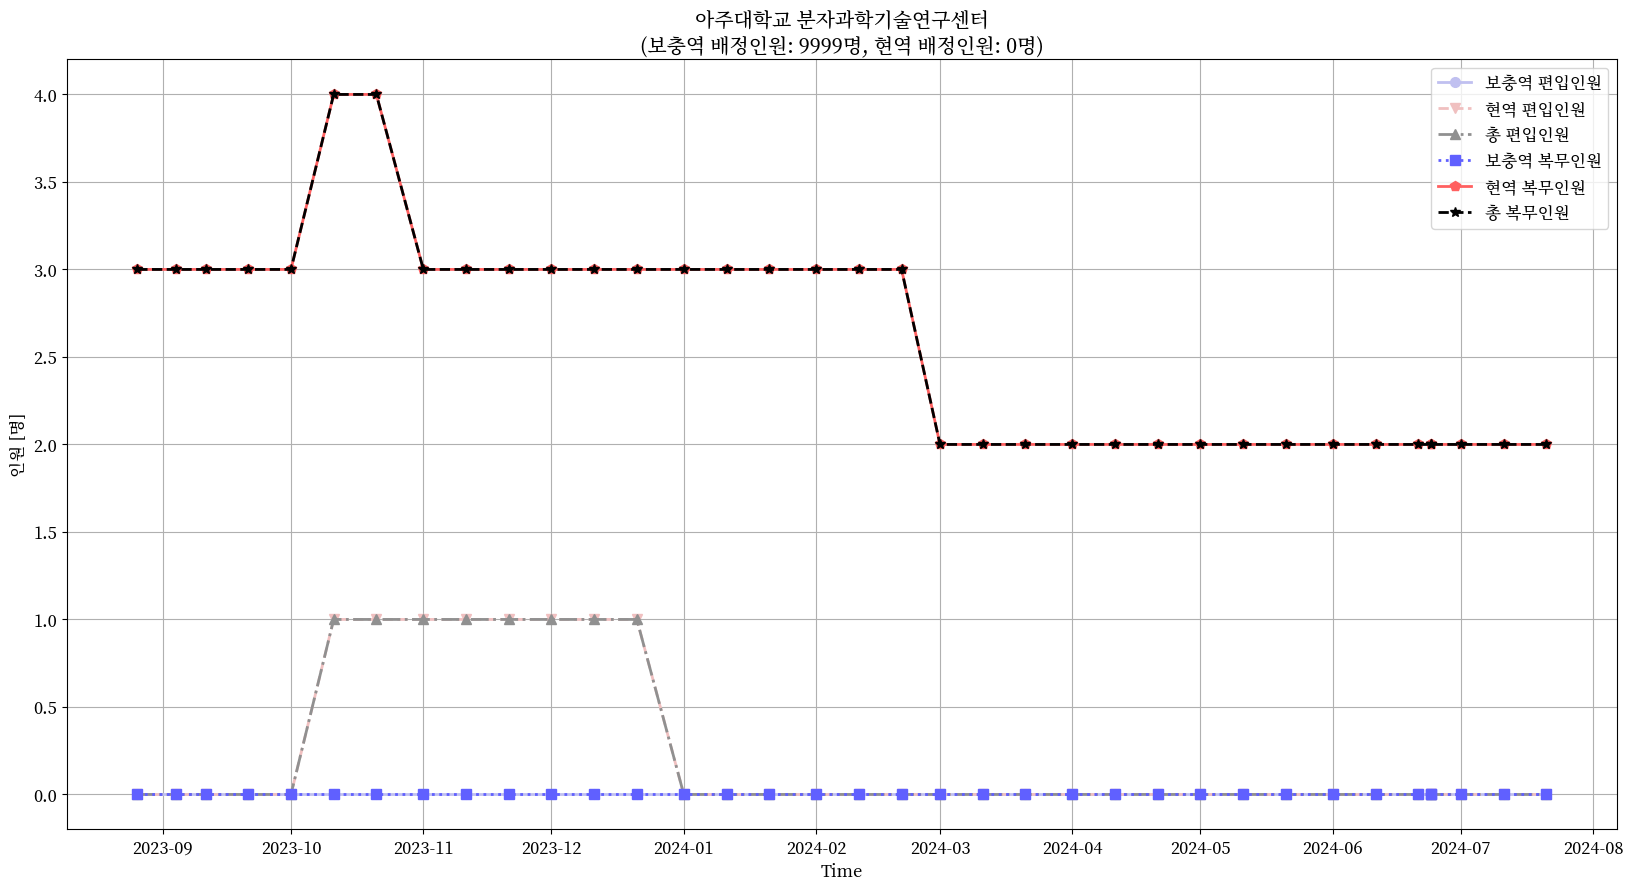 아주대학교 분자과학기술연구센터
(보충역 배정인원: 9999명, 현역 배정인원: 0명)
보충역 편입인원
현역 편입인원
총 편입인원
보충역 복무인원
현역 복무인원
총 복무인원
인원 [명]
4.0
3.5
3.0
2.5
2.0
1.5
1.0
0.5
0.0
2023-09 2023-10 2023-11 2023-12 2024-01 2024-02 2024-03 2024-04 2024-05 2024-06 2024-07 2024-08
Time